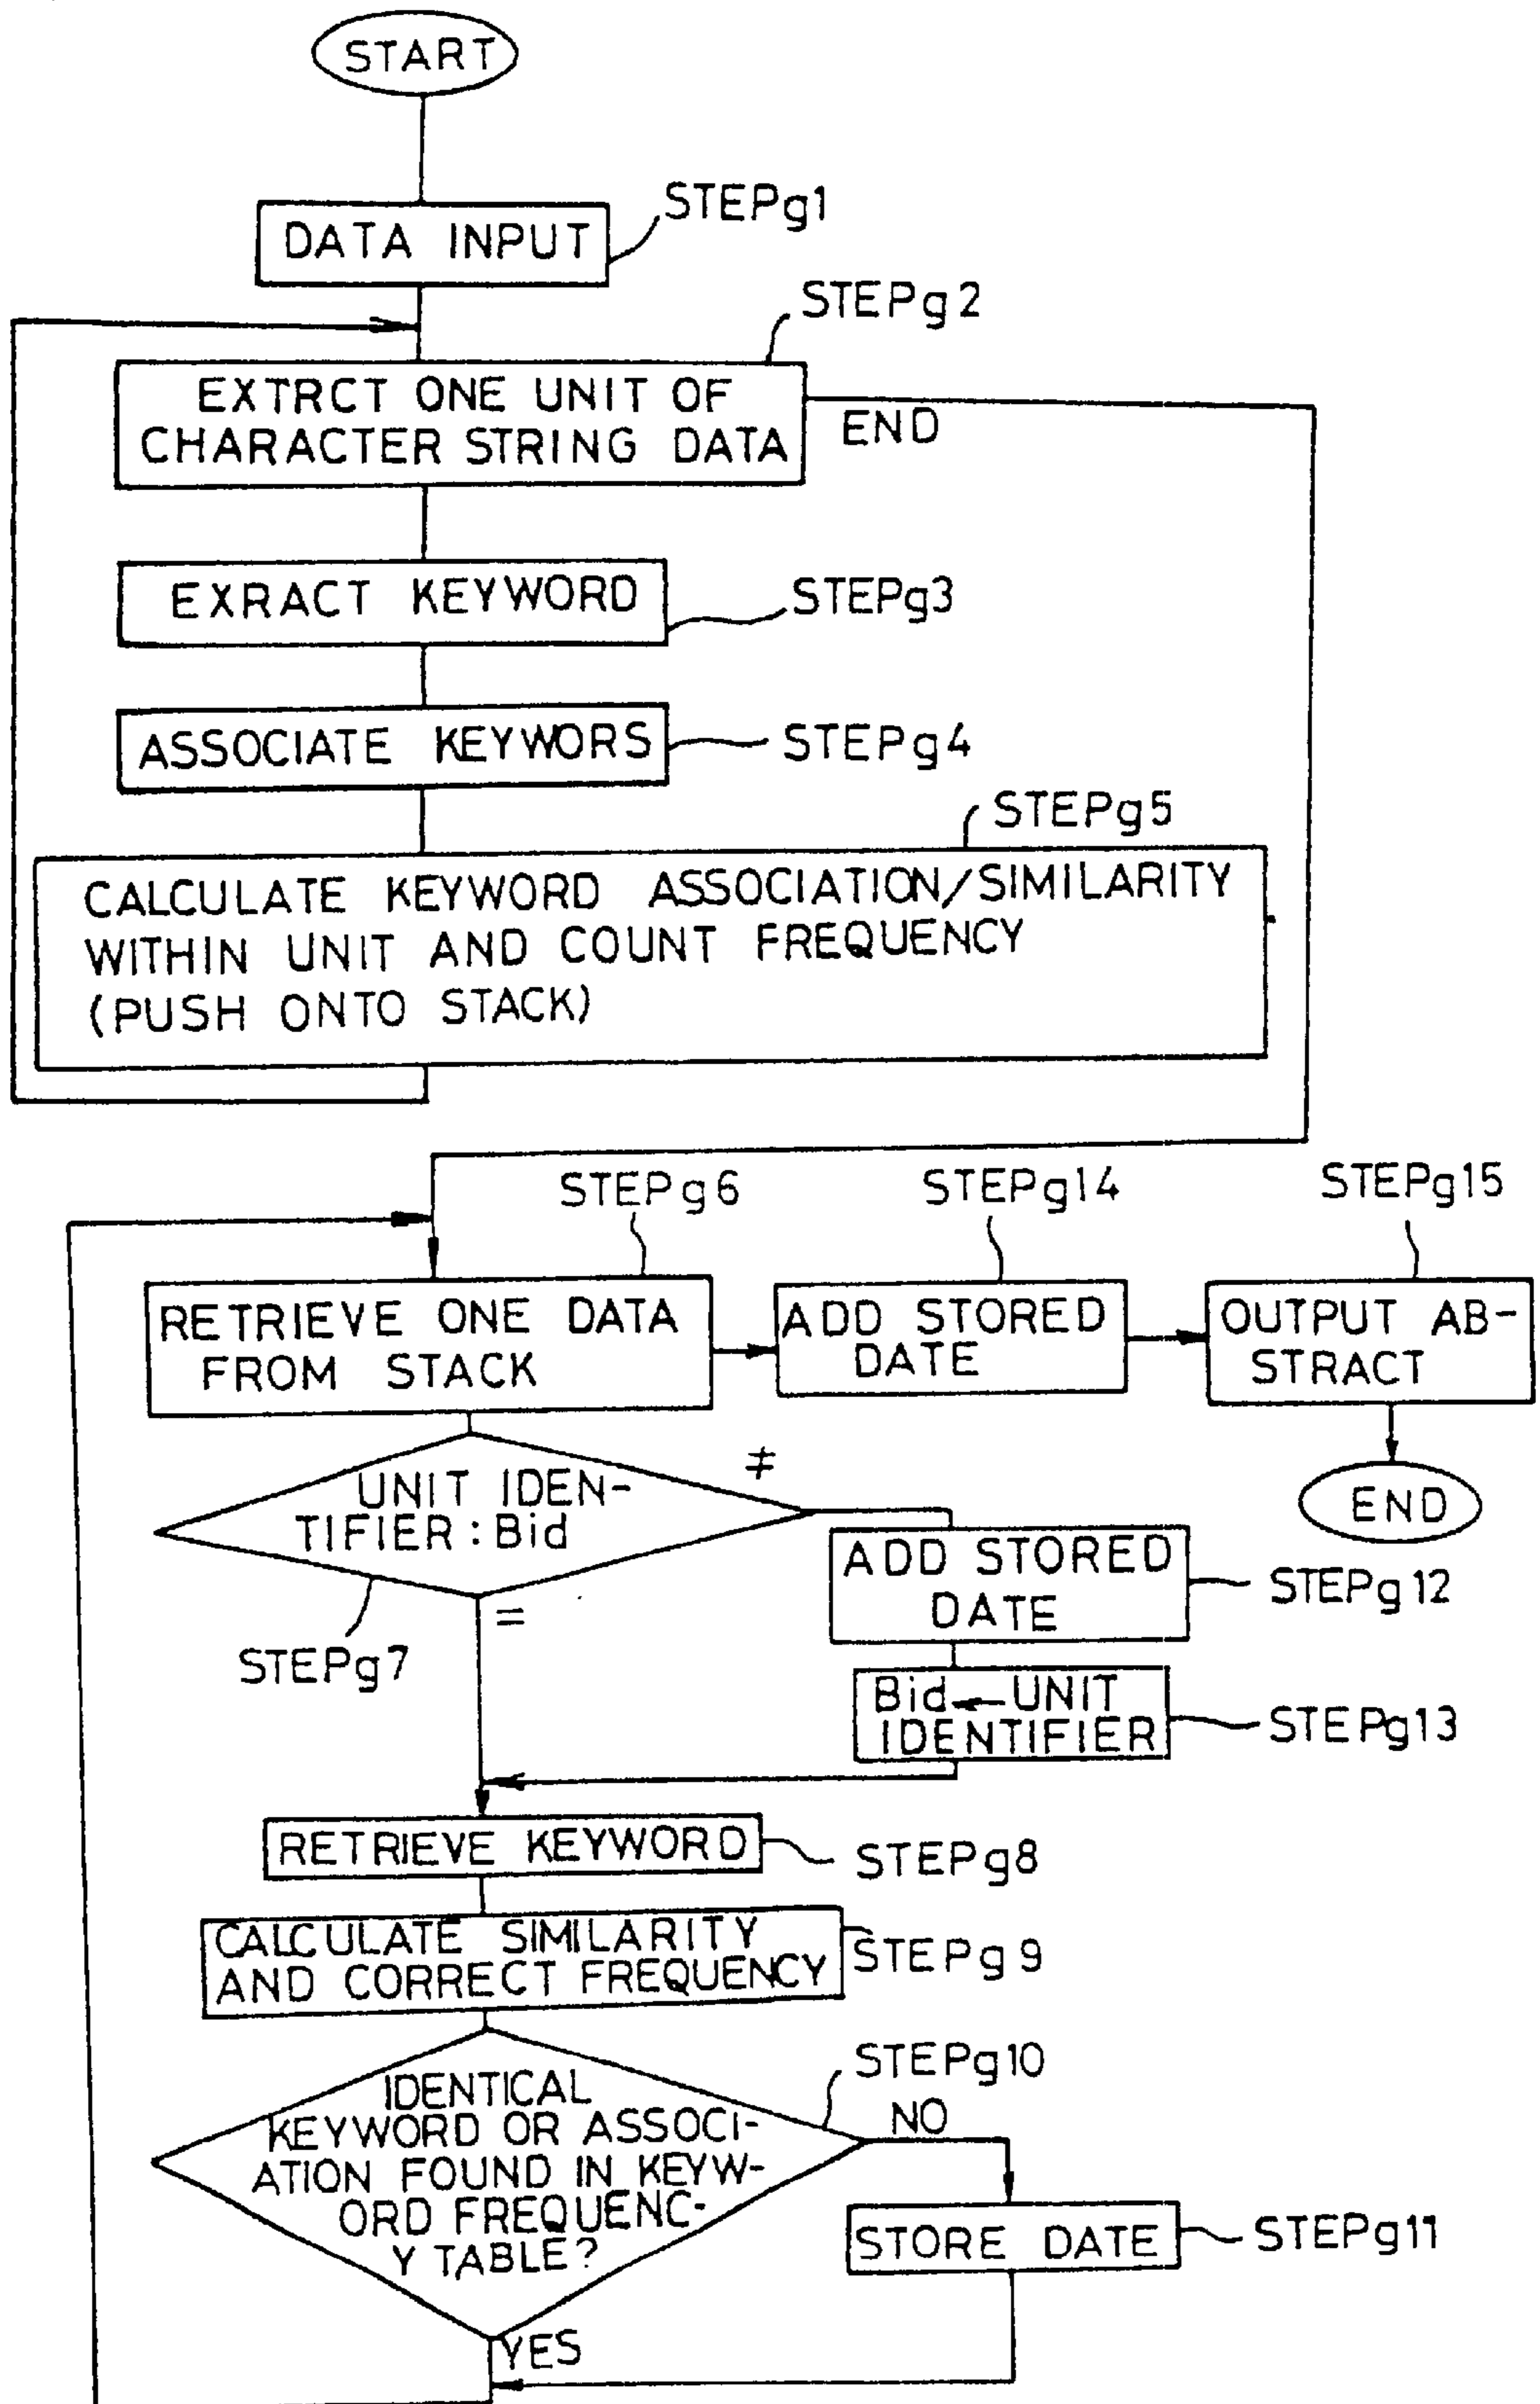 START
STEPg1
DATA INPUT
STEPg2
EXTRCT ONE UNIT OF
CHARACTER STRING DATA
END
EXRACT KEYWORD
STEPg3
ASSOCIATE KEYWORS
STEPg4
STEPg5
CALCULATE KEYWORD ASSOCIATION/SIMILARITY
WITHIN UNIT AND COUNT FREQUENCY
(PUSH ONTO STACK)
STEPg6
STEPg14
STEPg15
RETRIEVE ONE DATA
FROM STACK
ADD STORED
DATE
OUTPUT AB-
STRACT
END
UNIT IDEN-
TIFIER : Bid
≠
=
STEPg7
ADD STORED
DATE
STEPg12
Bid ← UNIT
IDENTIFIER
STEPg13
RETRIEVE KEYWORD
STEPg8
CALCULATE SIMILARITY
AND CORRECT FREQUENCY
STEPg9
IDENTICAL
KEYWORD OR ASSOCI-
ATION FOUND IN KEYW-
ORD FREQUENC-
Y TABLE?
STEPg10
NO
STORE DATE
STEPg11
YES